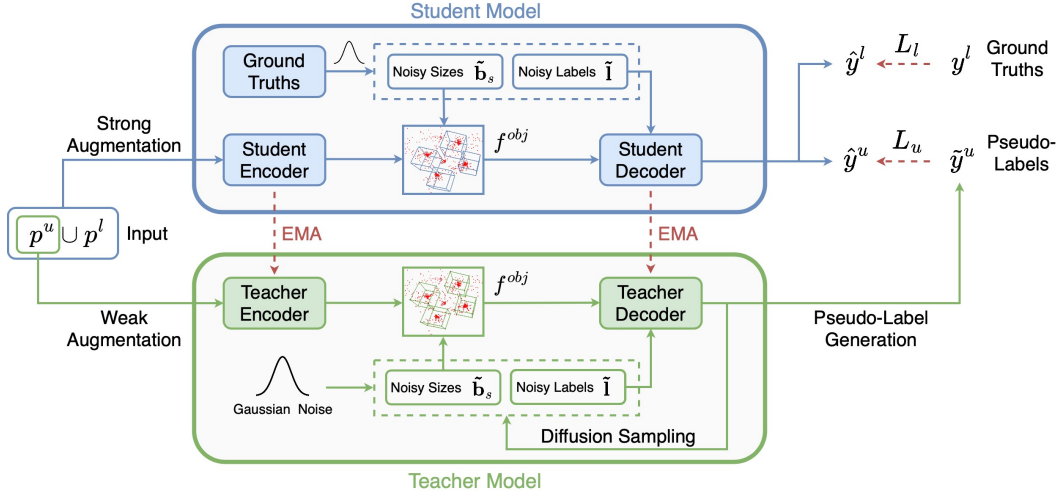 Student Model
Ground
Truths
Noisy Sizes b̃ₛ
Noisy Labels l̃
ŷˡ
Lₗ
yˡ
Ground
Truths
Strong
Augmentation
Student
Encoder
fᵒᵇʲ
Student
Decoder
ŷᵘ
Lᵤ
ỹᵘ
Pseudo-
Labels
pᵘ ∪ pˡ
Input
EMA
EMA
Weak
Augmentation
Teacher
Encoder
fᵒᵇʲ
Teacher
Decoder
Pseudo-Label
Generation
Gaussian Noise
Noisy Sizes b̃ₛ
Noisy Labels l̃
Diffusion Sampling
Teacher Model